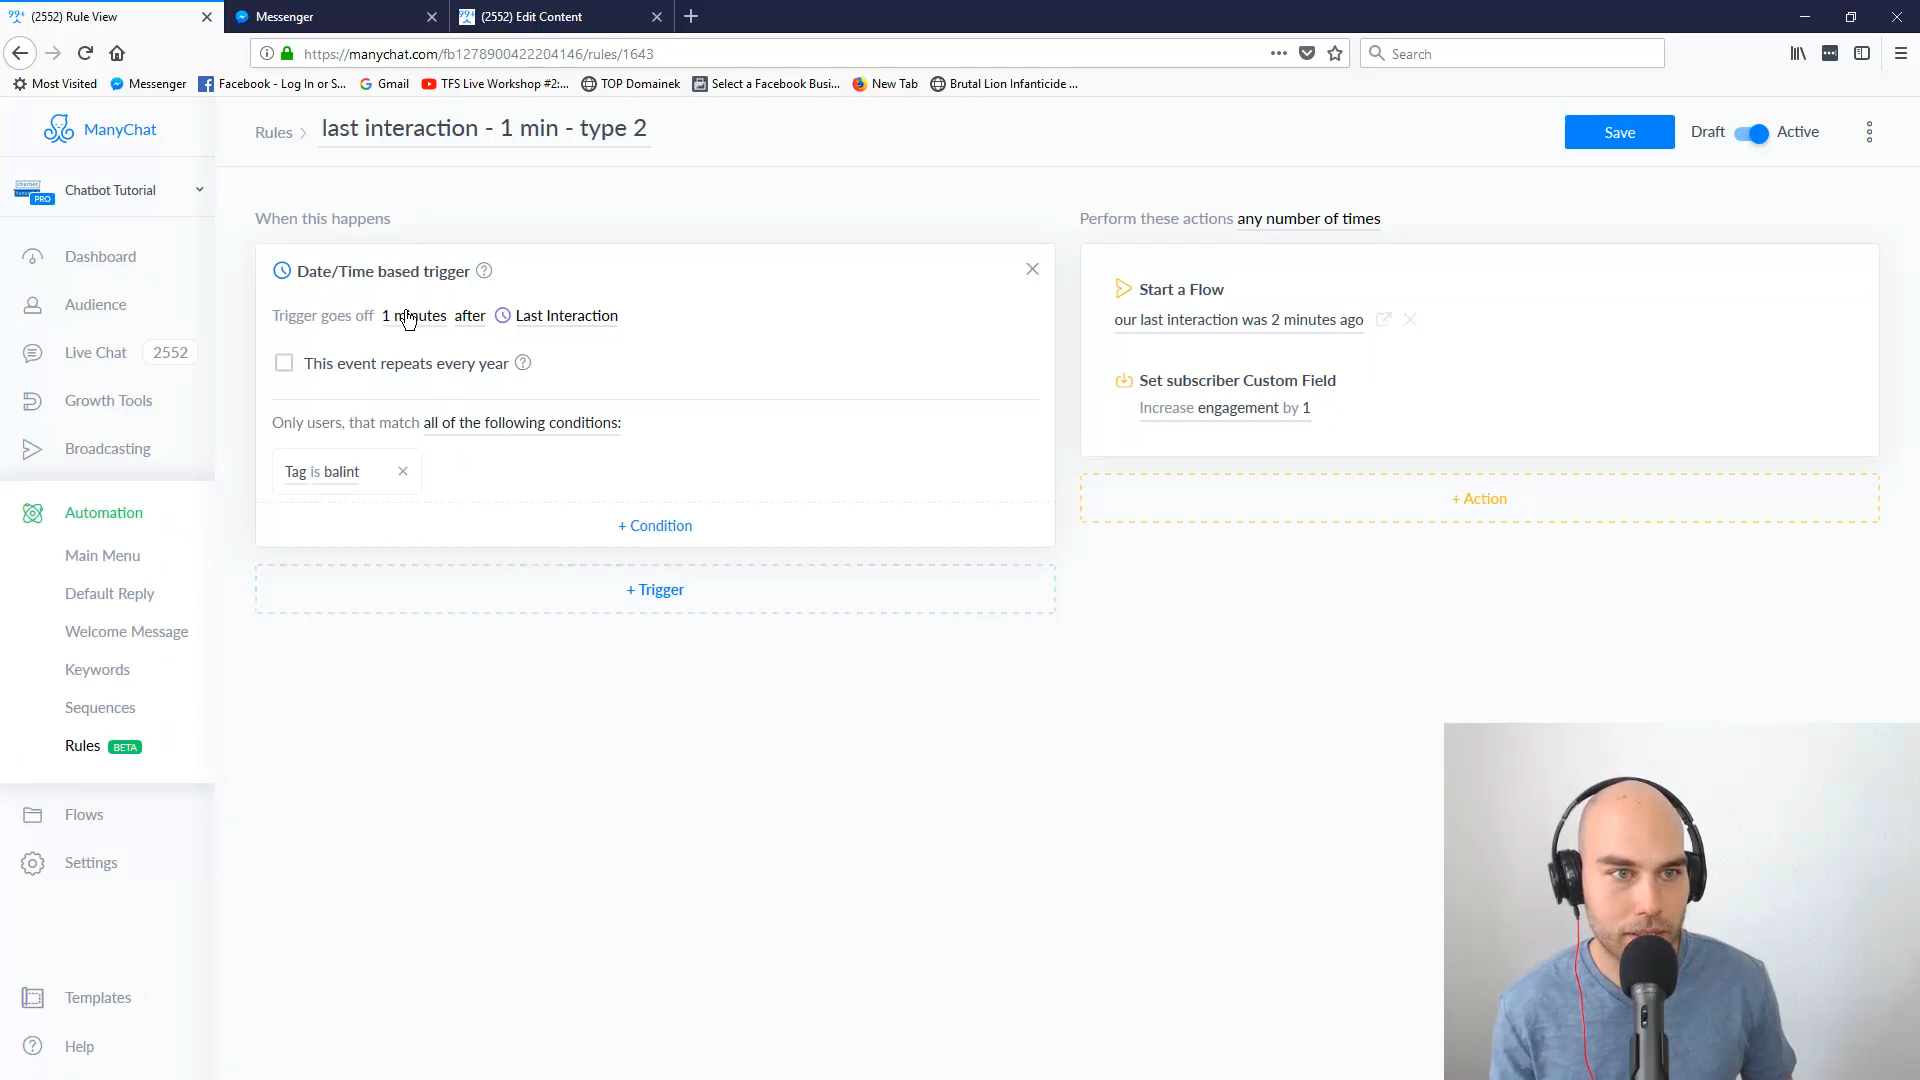 (2552) Rule View
Messenger
(2552) Edit Content
https://manychat.com/fb1278900422204146/rules/1643
Search
Most Visited
Messenger
Facebook - Log In or S...
Gmail
TFS Live Workshop #2:...
TOP Domainek
Select a Facebook Busi...
New Tab
Brutal Lion Infanticide ...
ManyChat
Rules
last interaction - 1 min - type 2
Save
Draft
Active
PRO
Chatbot Tutorial
When this happens
Perform these actions any number of times
Dashboard
Audience
Live Chat 2552
Growth Tools
Broadcasting
Automation
Main Menu
Default Reply
Welcome Message
Keywords
Sequences
Rules BETA
Flows
Settings
Templates
Help
Date/Time based trigger
Trigger goes off 1 minutes after Last Interaction
This event repeats every year
Only users, that match all of the following conditions:
Tag is balint
+ Condition
+ Trigger
Start a Flow
our last interaction was 2 minutes ago
Set subscriber Custom Field
Increase engagement by 1
+ Action